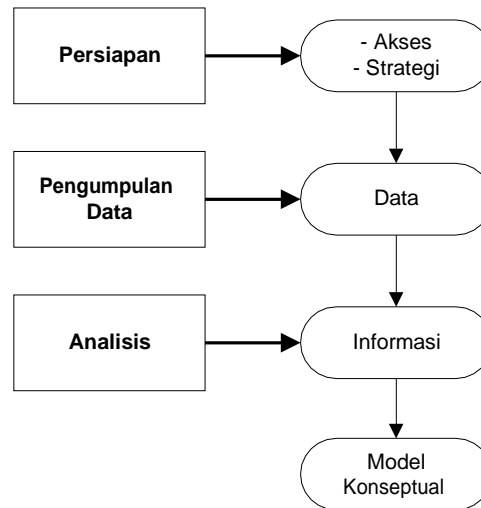 Persiapan
- Akses
- Strategi
Pengumpulan
Data
Data
Analisis
Informasi
Model
Konseptual